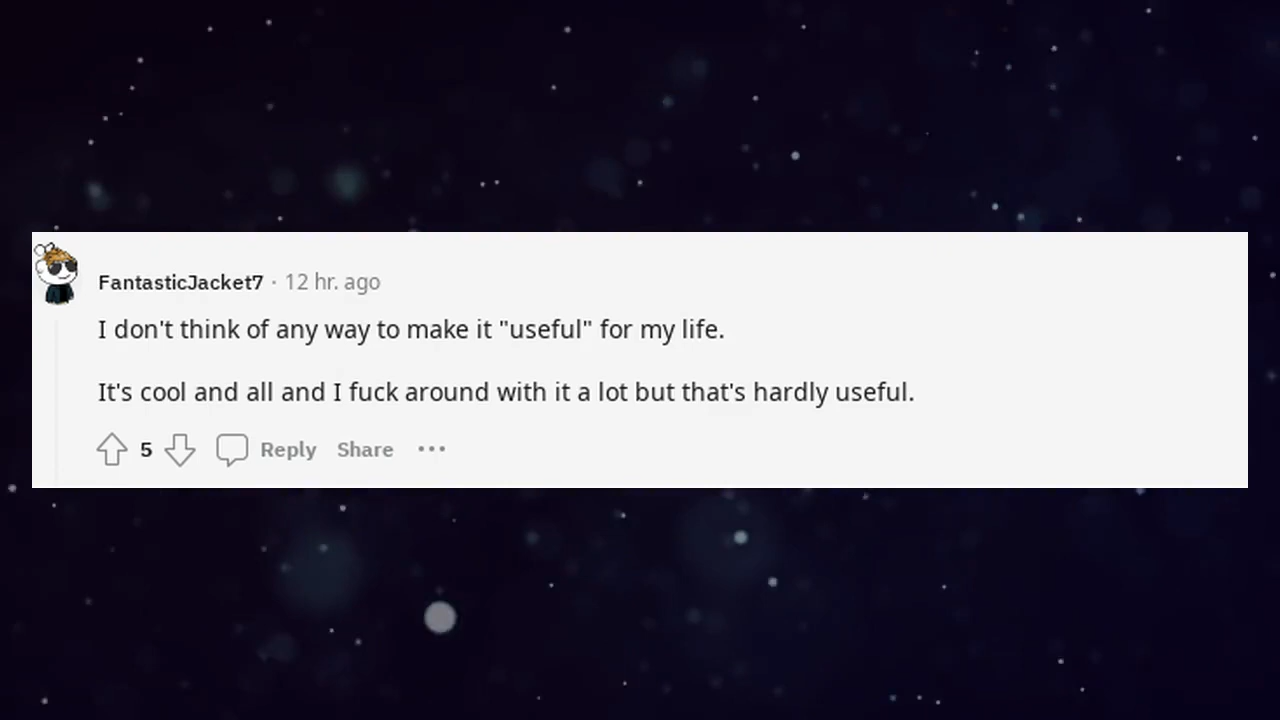 FantasticJacket7 · 12 hr. ago
I don't think of any way to make it "useful" for my life.
It's cool and all and I fuck around with it a lot but that's hardly useful.
5 Reply Share ···